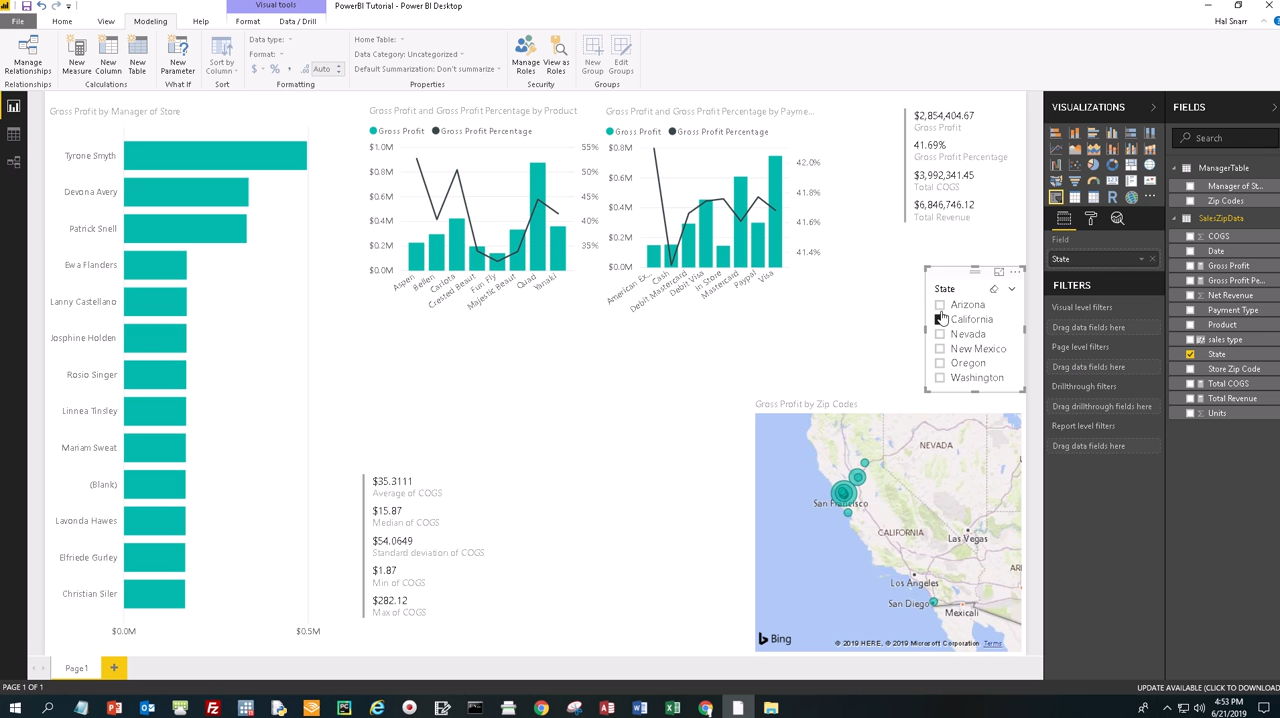 Visual tools
PowerBI Tutorial - Power BI Desktop
File
Home
View
Modeling
Help
Format
Data / Drill
Hal Snarr
Manage
Relationships
New
Measure
New
Column
New
Table
New
Parameter
Sort by
Column
Data type:
Format:
$ % , .00 Auto
Home Table:
Data Category: Uncategorized
Default Summarization: Don't summarize
Manage
Roles
View as
Roles
New
Group
Edit
Groups
Relationships
Calculations
What If
Sort
Formatting
Properties
Security
Groups
Gross Profit by Manager of Store
Tyrone Smyth
Devona Avery
Patrick Snell
Ewa Flanders
Lanny Castellano
Josphine Holden
Rosio Singer
Linnea Tinsley
Mariam Sweat
(Blank)
Lavonda Hawes
Elfriede Gurley
Christian Siler
$0.0M
$0.5M
Gross Profit and Gross Profit Percentage by Product
Gross Profit
Gross Profit Percentage
$1.0M
$0.8M
$0.6M
$0.4M
$0.2M
$0.0M
55%
50%
45%
40%
35%
Aspen
Bellen
Carlota
Crested Beaut
Fun Fly
Majestic Beaut
Quad
Yanaki
Gross Profit and Gross Profit Percentage by Payme...
Gross Profit
Gross Profit Percentage
$0.8M
$0.6M
$0.4M
$0.2M
$0.0M
42.0%
41.8%
41.6%
41.4%
American Ex...
Cash
Debit Mastercard
Debit Visa
In Store
Mastercard
Paypal
Visa
$2,854,404.67
Gross Profit
41.69%
Gross Profit Percentage
$3,992,341.45
Total COGS
$6,846,746.12
Total Revenue
State
Arizona
California
Nevada
New Mexico
Oregon
Washington
$35.3111
Average of COGS
$15.87
Median of COGS
$54.0649
Standard deviation of COGS
$1.87
Min of COGS
$282.12
Max of COGS
Gross Profit by Zip Codes
NEVADA
San Francisco
CALIFORNIA
Las Vegas
Los Angeles
San Diego
Mexicali
Bing
© 2019 HERE, © 2019 Microsoft Corporation Terms
VISUALIZATIONS
Field
State
FILTERS
Visual level filters
Drag data fields here
Page level filters
Drag data fields here
Drillthrough filters
Drag drillthrough fields here
Report level filters
Drag data fields here
FIELDS
Search
ManagerTable
Manager of St...
Zip Codes
SalesZipData
COGS
Date
Gross Profit
Gross Profit Pe...
Net Revenue
Payment Type
Product
sales type
State
Store Zip Code
Total COGS
Total Revenue
Units
Page1
PAGE 1 OF 1
UPDATE AVAILABLE (CLICK TO DOWNLOAD
4:53 PM
6/21/2019